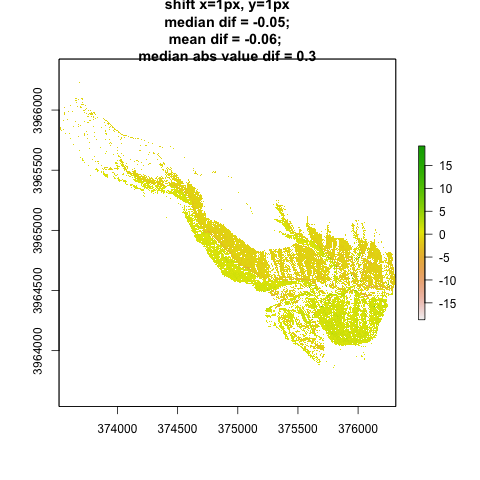 shift x=1px, y=1px
median dif = -0.05;
mean dif = -0.06;
median abs value dif = 0.3
3966000
3965500
3965000
3964500
3964000
15
10
5
0
-5
-10
-15
374000 374500 375000 375500 376000